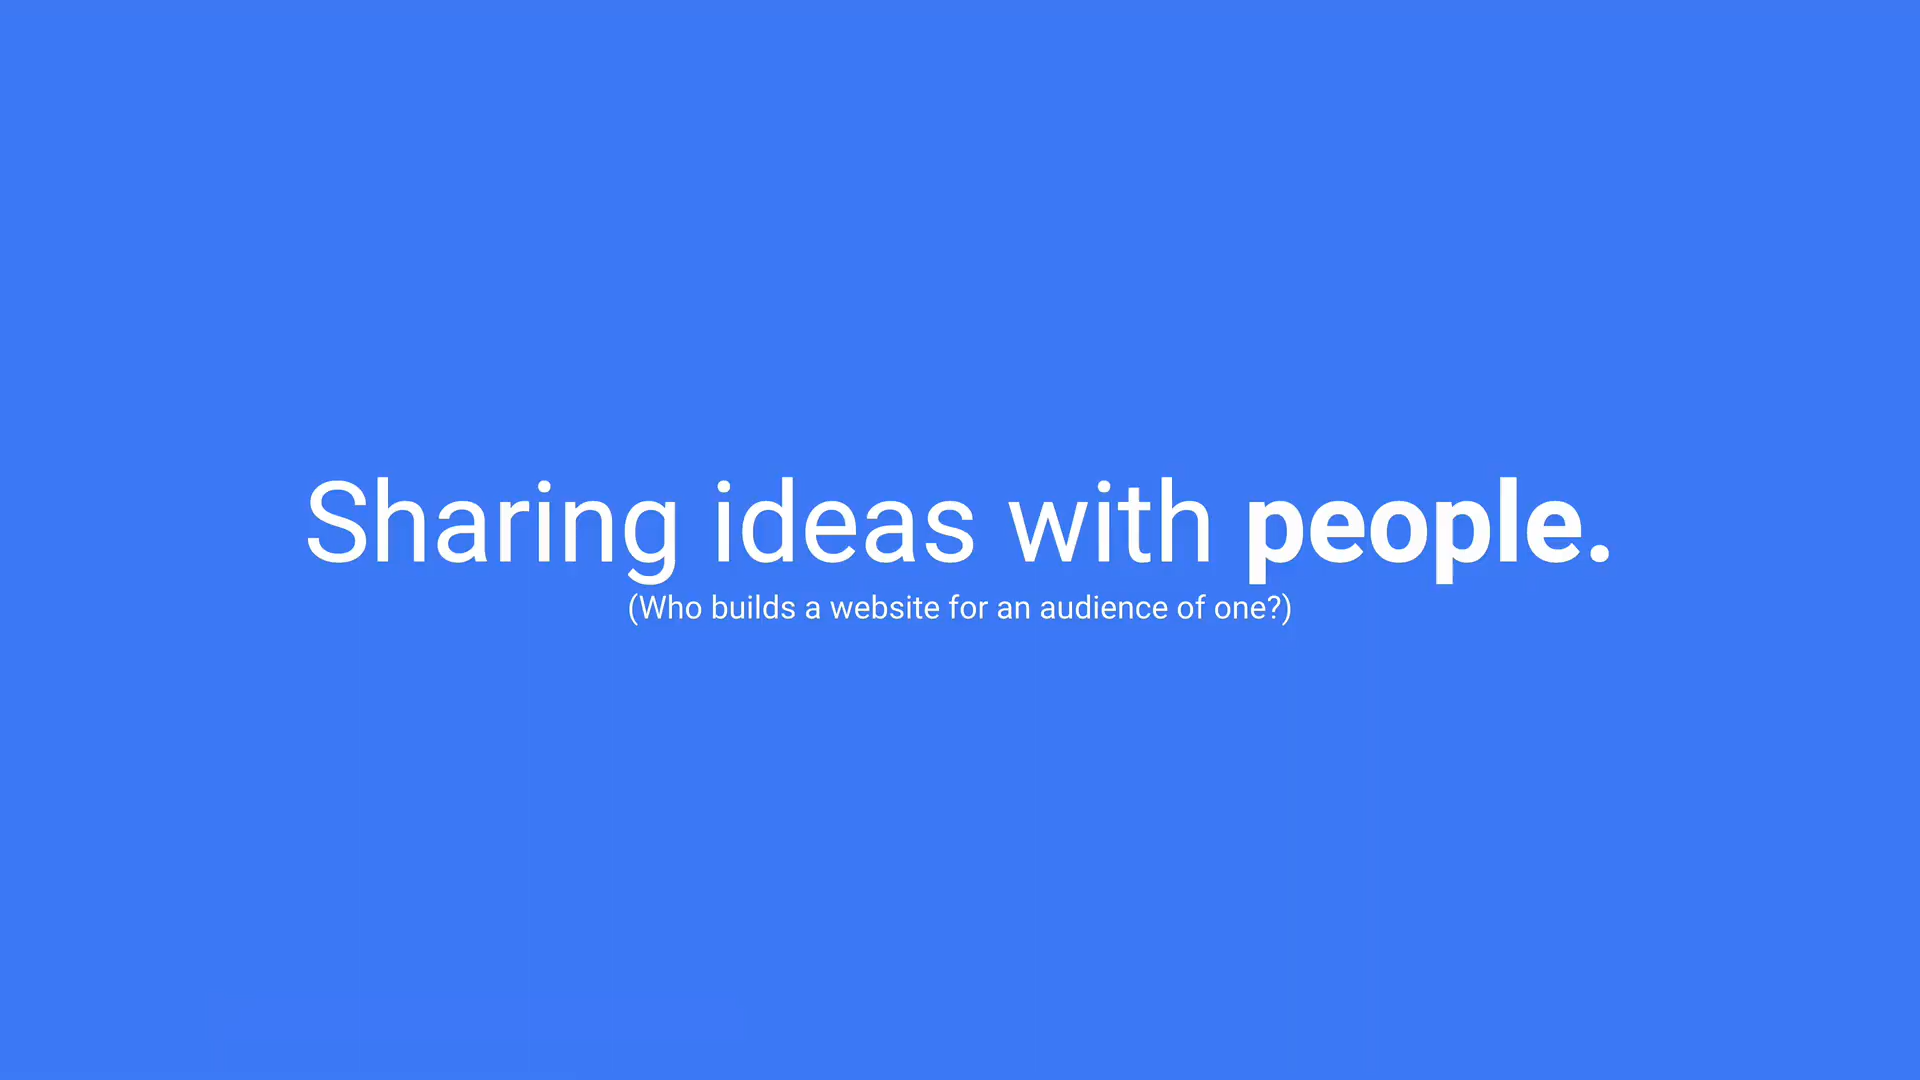 Sharing ideas with people.
(Who builds a website for an audience of one?)